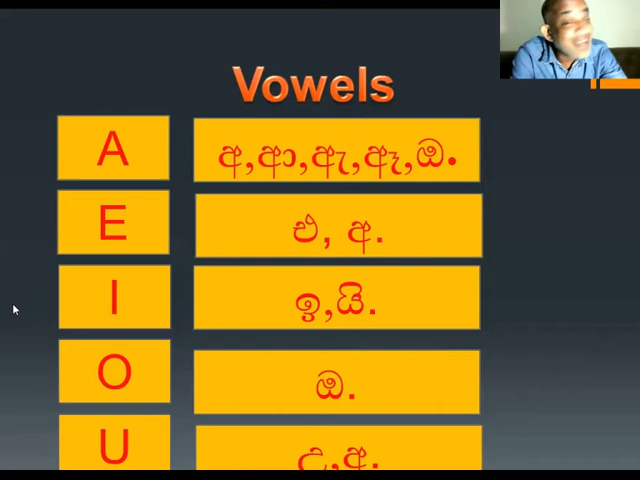 Vowels
A අ,ආ,ඇ,ඈ,ඔ.
E එ, අ.
I ඉ,යි.
O ඔ.
U උ,අ.